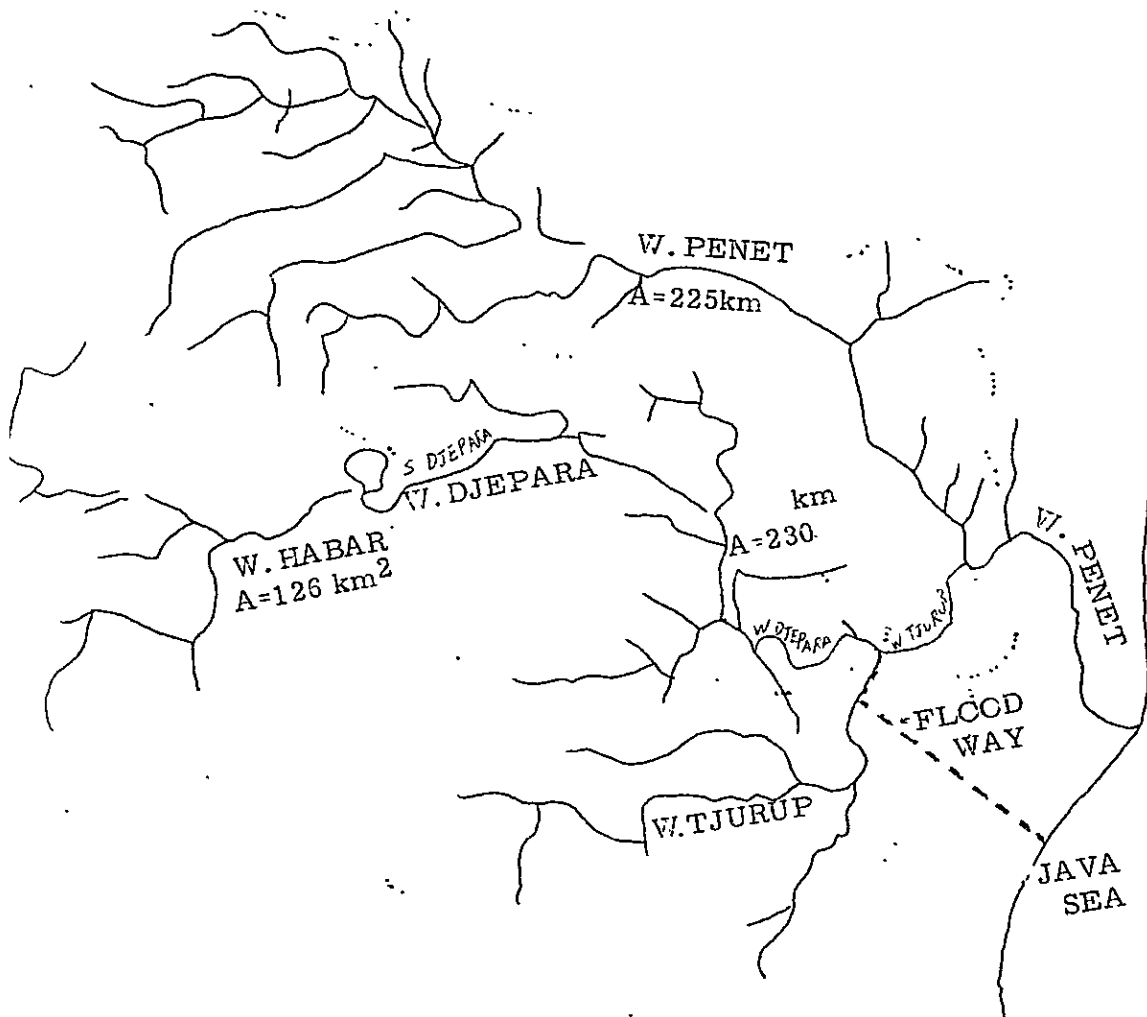 W. PENET
A=225km
S DJEPARA
W. DJEPARA
km
A=230
W. HABAR
A=126 km²
W. PENET
W DJEPARA
W TJURUP
FLOOD
WAY
W.TJURUP
JAVA
SEA